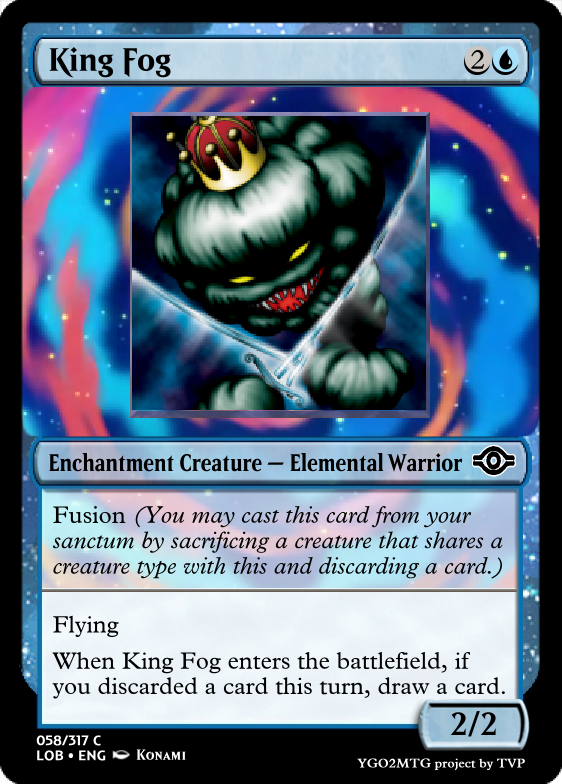 King Fog 2
Enchantment Creature — Elemental Warrior
Fusion (You may cast this card from your
sanctum by sacrificing a creature that shares a
creature type with this and discarding a card.)
Flying
When King Fog enters the battlefield, if
you discarded a card this turn, draw a card.
2/2
058/317 C
LOB • ENG Konami
YGO2MTG project by TVP